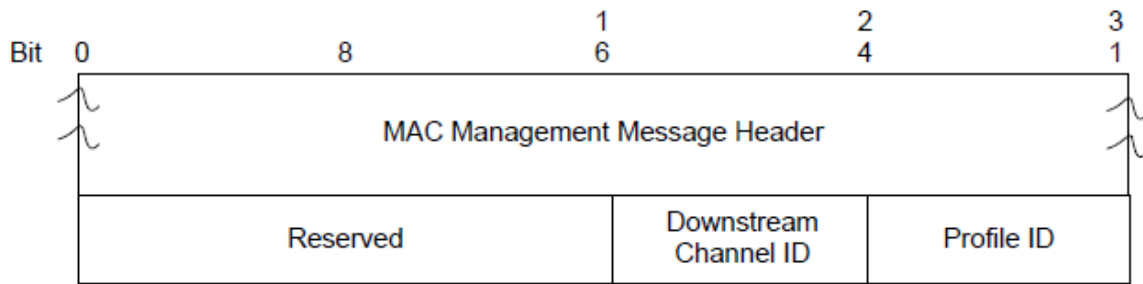 1 2 3
Bit 0 8 6 4 1
MAC Management Message Header
Reserved
Downstream
Channel ID
Profile ID